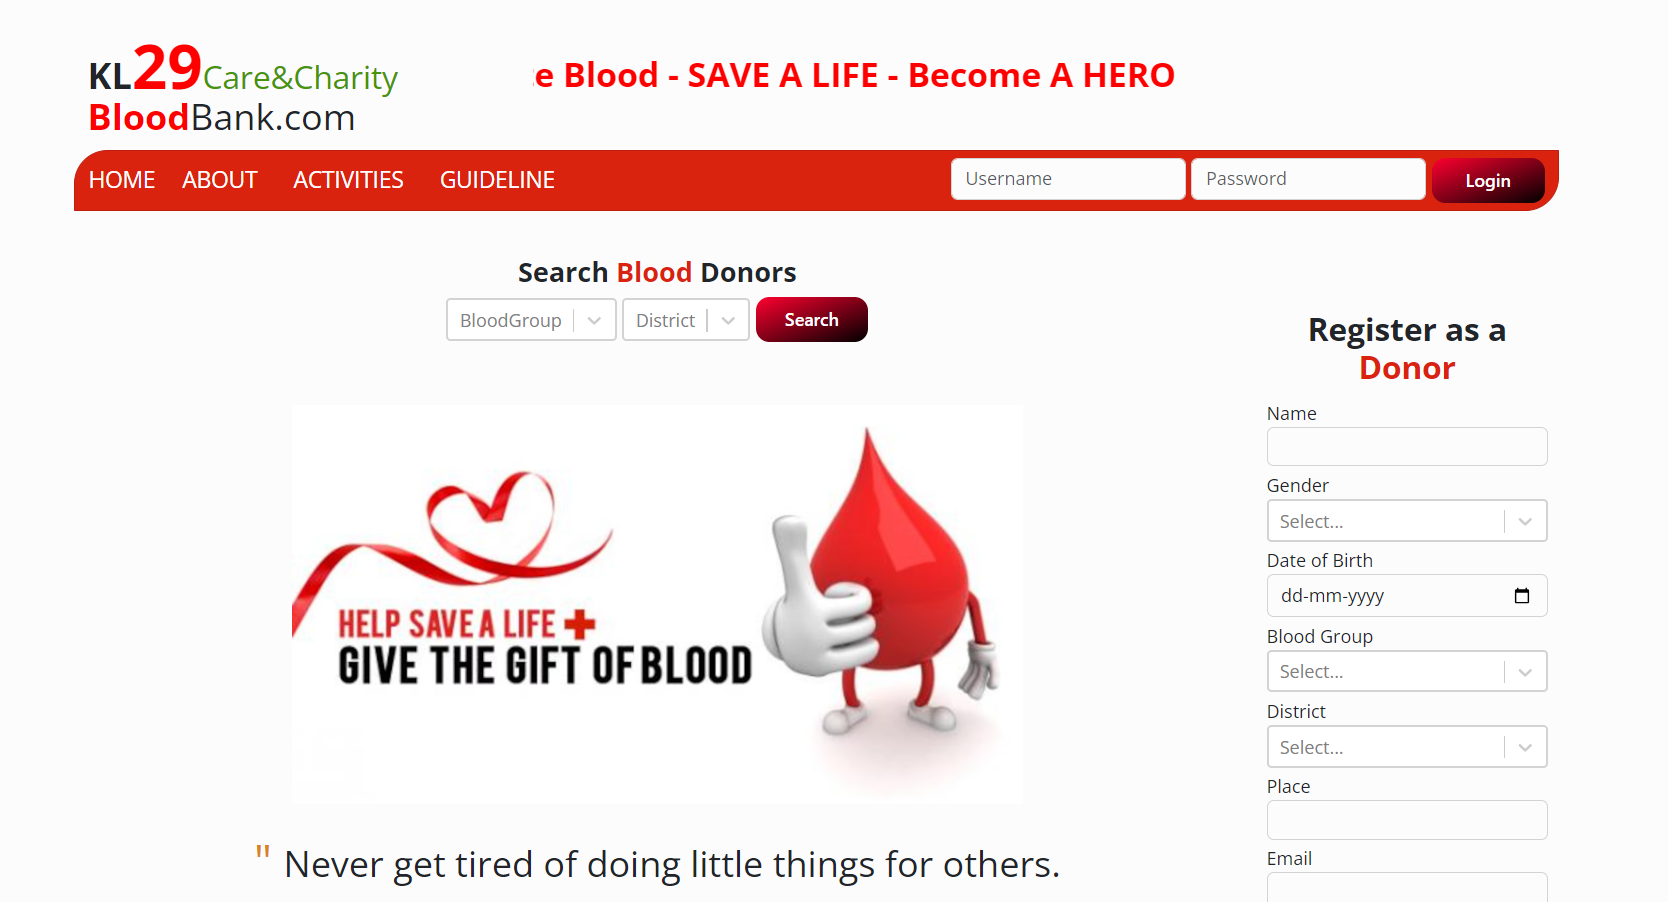 KL29Care&Charity
BloodBank.com
e Blood - SAVE A LIFE - Become A HERO
HOME ABOUT ACTIVITIES GUIDELINE Username Password Login
Search Blood Donors
BloodGroup District Search
HELP SAVE A LIFE
GIVE THE GIFT OF BLOOD
" Never get tired of doing little things for others.
Register as a
Donor
Name
Gender
Select...
Date of Birth
dd-mm-yyyy
Blood Group
Select...
District
Select...
Place
Email